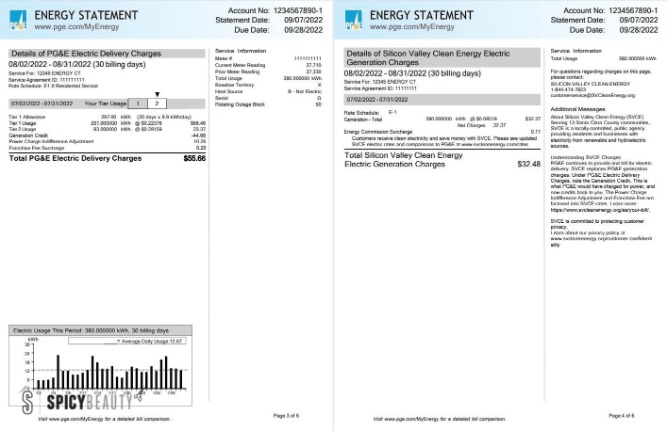 ENERGY STATEMENT
www.pge.com/MyEnergy
Account No: 1234567890-1
Statement Date: 09/07/2022
Due Date: 09/28/2022
Details of PG&E Electric Delivery Charges
08/02/2022 - 08/31/2022 (30 billing days)
Service For: 12345 ENERGY CT
Service Agreement ID: 111111111
Rate Schedule: E1 X Residential Service
07/02/2022 - 07/31/2022 Your Tier Usage 1 2
Tier 1 Allowance 297.00 kWh (30 days x 9.9 kWh/day)
Tier 1 Usage 297.000000 kWh @ $0.22376 $66.46
Tier 2 Usage 83.000000 kWh @ $0.28159 23.37
Generation Credit -44.68
Power Charge Indifference Adjustment 10.26
Franchise Fee Surcharge 0.25
Total PG&E Electric Delivery Charges $55.66
Service Information
Meter # 1111111111
Current Meter Reading 37,710
Prior Meter Reading 37,330
Total Usage 380.000000 kWh
Baseline Territory X
Heat Source B - Not Electric
Serial G
Rotating Outage Block 50
Electric Usage This Period: 380.000000 kWh, 30 billing days
kWh
Average Daily Usage 12.67
SPICYBEAUTY
Visit www.pge.com/MyEnergy for a detailed bill comparison.
Page 3 of 6
ENERGY STATEMENT
www.pge.com/MyEnergy
Account No: 1234567890-1
Statement Date: 09/07/2022
Due Date: 09/28/2022
Details of Silicon Valley Clean Energy Electric
Generation Charges
08/02/2022 - 08/31/2022 (30 billing days)
Service For: 12345 ENERGY CT
Service Agreement ID: 111111111
07/02/2022 - 07/31/2022
Rate Schedule: E-1
Generation - Total 380.000000 kWh $32.37
Net Charges 32.37
Energy Commission Surcharge 0.11
Customers receive clean electricity and save money with SVCE. Please see updated
SVCE electric rates and comparisons to PG&E at www.svcleanenergy.com/rates
Total Silicon Valley Clean Energy
Electric Generation Charges $32.48
Service Information
Total Usage 380.000000 kWh
For questions regarding charges on this page,
please contact:
SILICON VALLEY CLEAN ENERGY
1-844-474-7823
customerservice@SVCleanEnergy.org
Additional Messages
About Silicon Valley Clean Energy (SVCE)
Serving 13 Santa Clara County communities,
SVCE is a locally-controlled, public agency
providing residents and businesses with
electricity from renewable and hydroelectric
sources.
Understanding SVCE Charges
PG&E continues to provide and bill for electric
delivery. SVCE replaces PG&E generation
charges. Under PG&E Electric Delivery
Charges, note the Generation Credit. This is
what PG&E would have charged for power, and
now credits back to you. The Power Charge
Indifference Adjustment and Franchise Fee are
factored into SVCE rates. Learn more:
https://www.svcleanenergy.org/eetyour-bill/.
SVCE is committed to protecting customer
privacy.
Learn about our privacy policy at
www.svcleanenergy.org/customer-confidenti
ality
Visit www.pge.com/MyEnergy for a detailed bill comparison.
Page 4 of 6